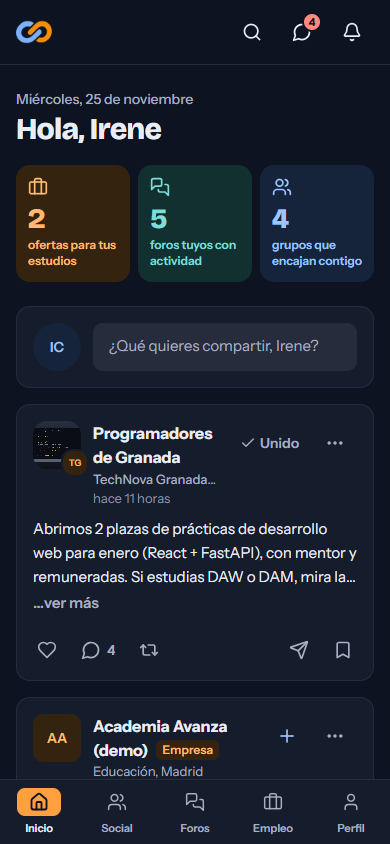 4
Miércoles, 25 de noviembre
Hola, Irene
2
ofertas para tus
estudios
5
foros tuyos con
actividad
4
grupos que
encajan contigo
IC
¿Qué quieres compartir, Irene?
Programadores
de Granada
Unido
TG
TechNova Granada...
hace 11 horas
Abrimos 2 plazas de prácticas de desarrollo
web para enero (React + FastAPI), con mentor y
remuneradas. Si estudias DAW o DAM, mira la...
...ver más
4
AA
Academia Avanza
(demo) Empresa
Educación, Madrid
Inicio
Social
Foros
Empleo
Perfil